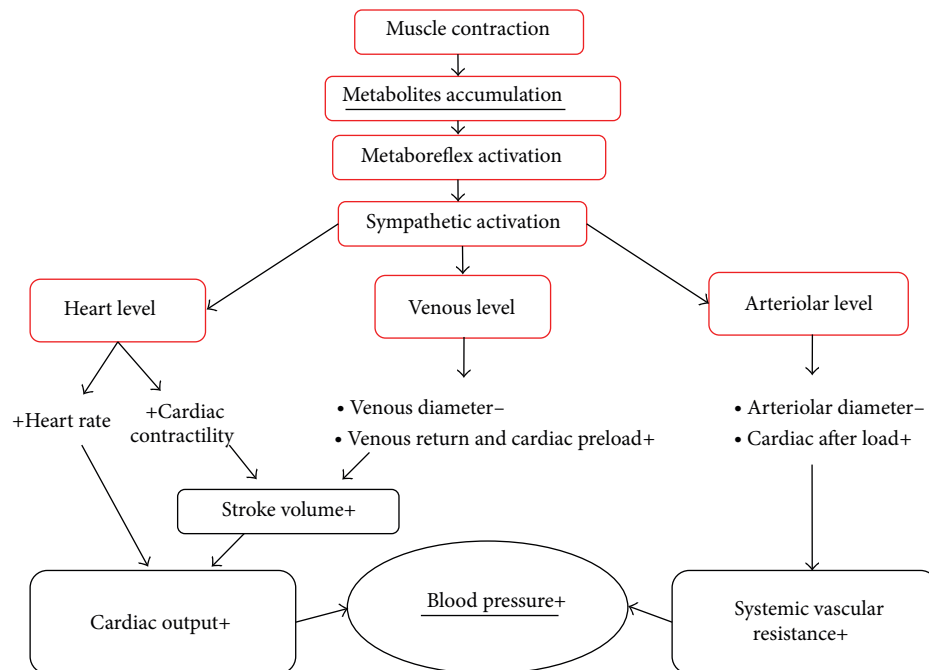 Muscle contraction
Metabolites accumulation
Metaboreflex activation
Sympathetic activation
Heart level
Venous level
Arteriolar level
+Heart rate
+Cardiac
contractility
• Venous diameter–
• Venous return and cardiac preload+
• Arteriolar diameter–
• Cardiac after load+
Stroke volume+
Cardiac output+
Blood pressure+
Systemic vascular
resistance+